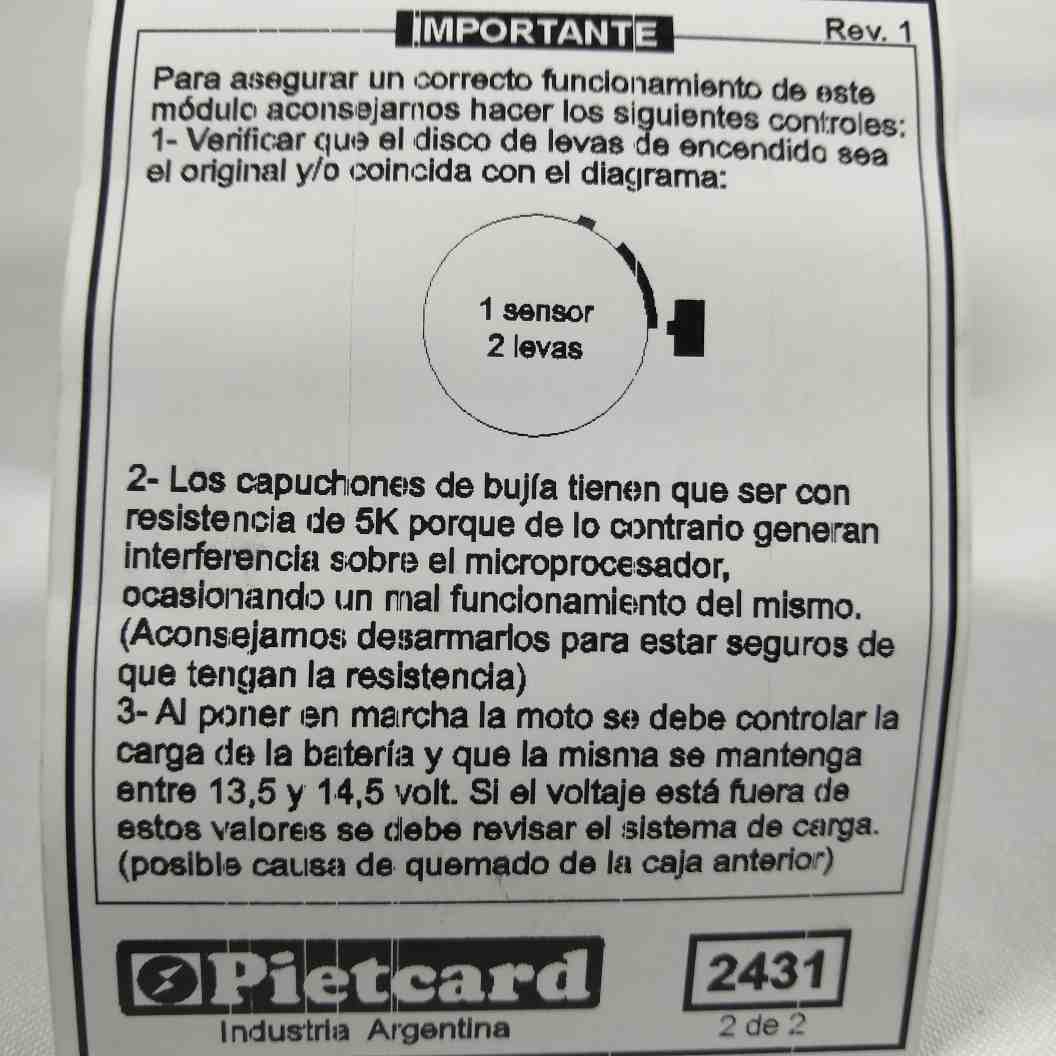 IMPORTANTE
Rev. 1
Para asegurar un correcto funcionamiento de este
módulo aconsejamos hacer los siguientes controles:
1- Verificar que el disco de levas de encendido sea
el original y/o coincida con el diagrama:
1 sensor
2 levas
2- Los capuchones de bujía tienen que ser con
resistencia de 5K porque de lo contrario generan
interferencia sobre el microprocesador,
ocasionando un mal funcionamiento del mismo.
(Aconsejamos desarmarlos para estar seguros de
que tengan la resistencia)
3- Al poner en marcha la moto se debe controlar la
carga de la batería y que la misma se mantenga
entre 13,5 y 14,5 volt. Si el voltaje está fuera de
estos valores se debe revisar el sistema de carga.
(posible causa de quemado de la caja anterior)
Pietcard
Industria Argentina
2431
2 de 2